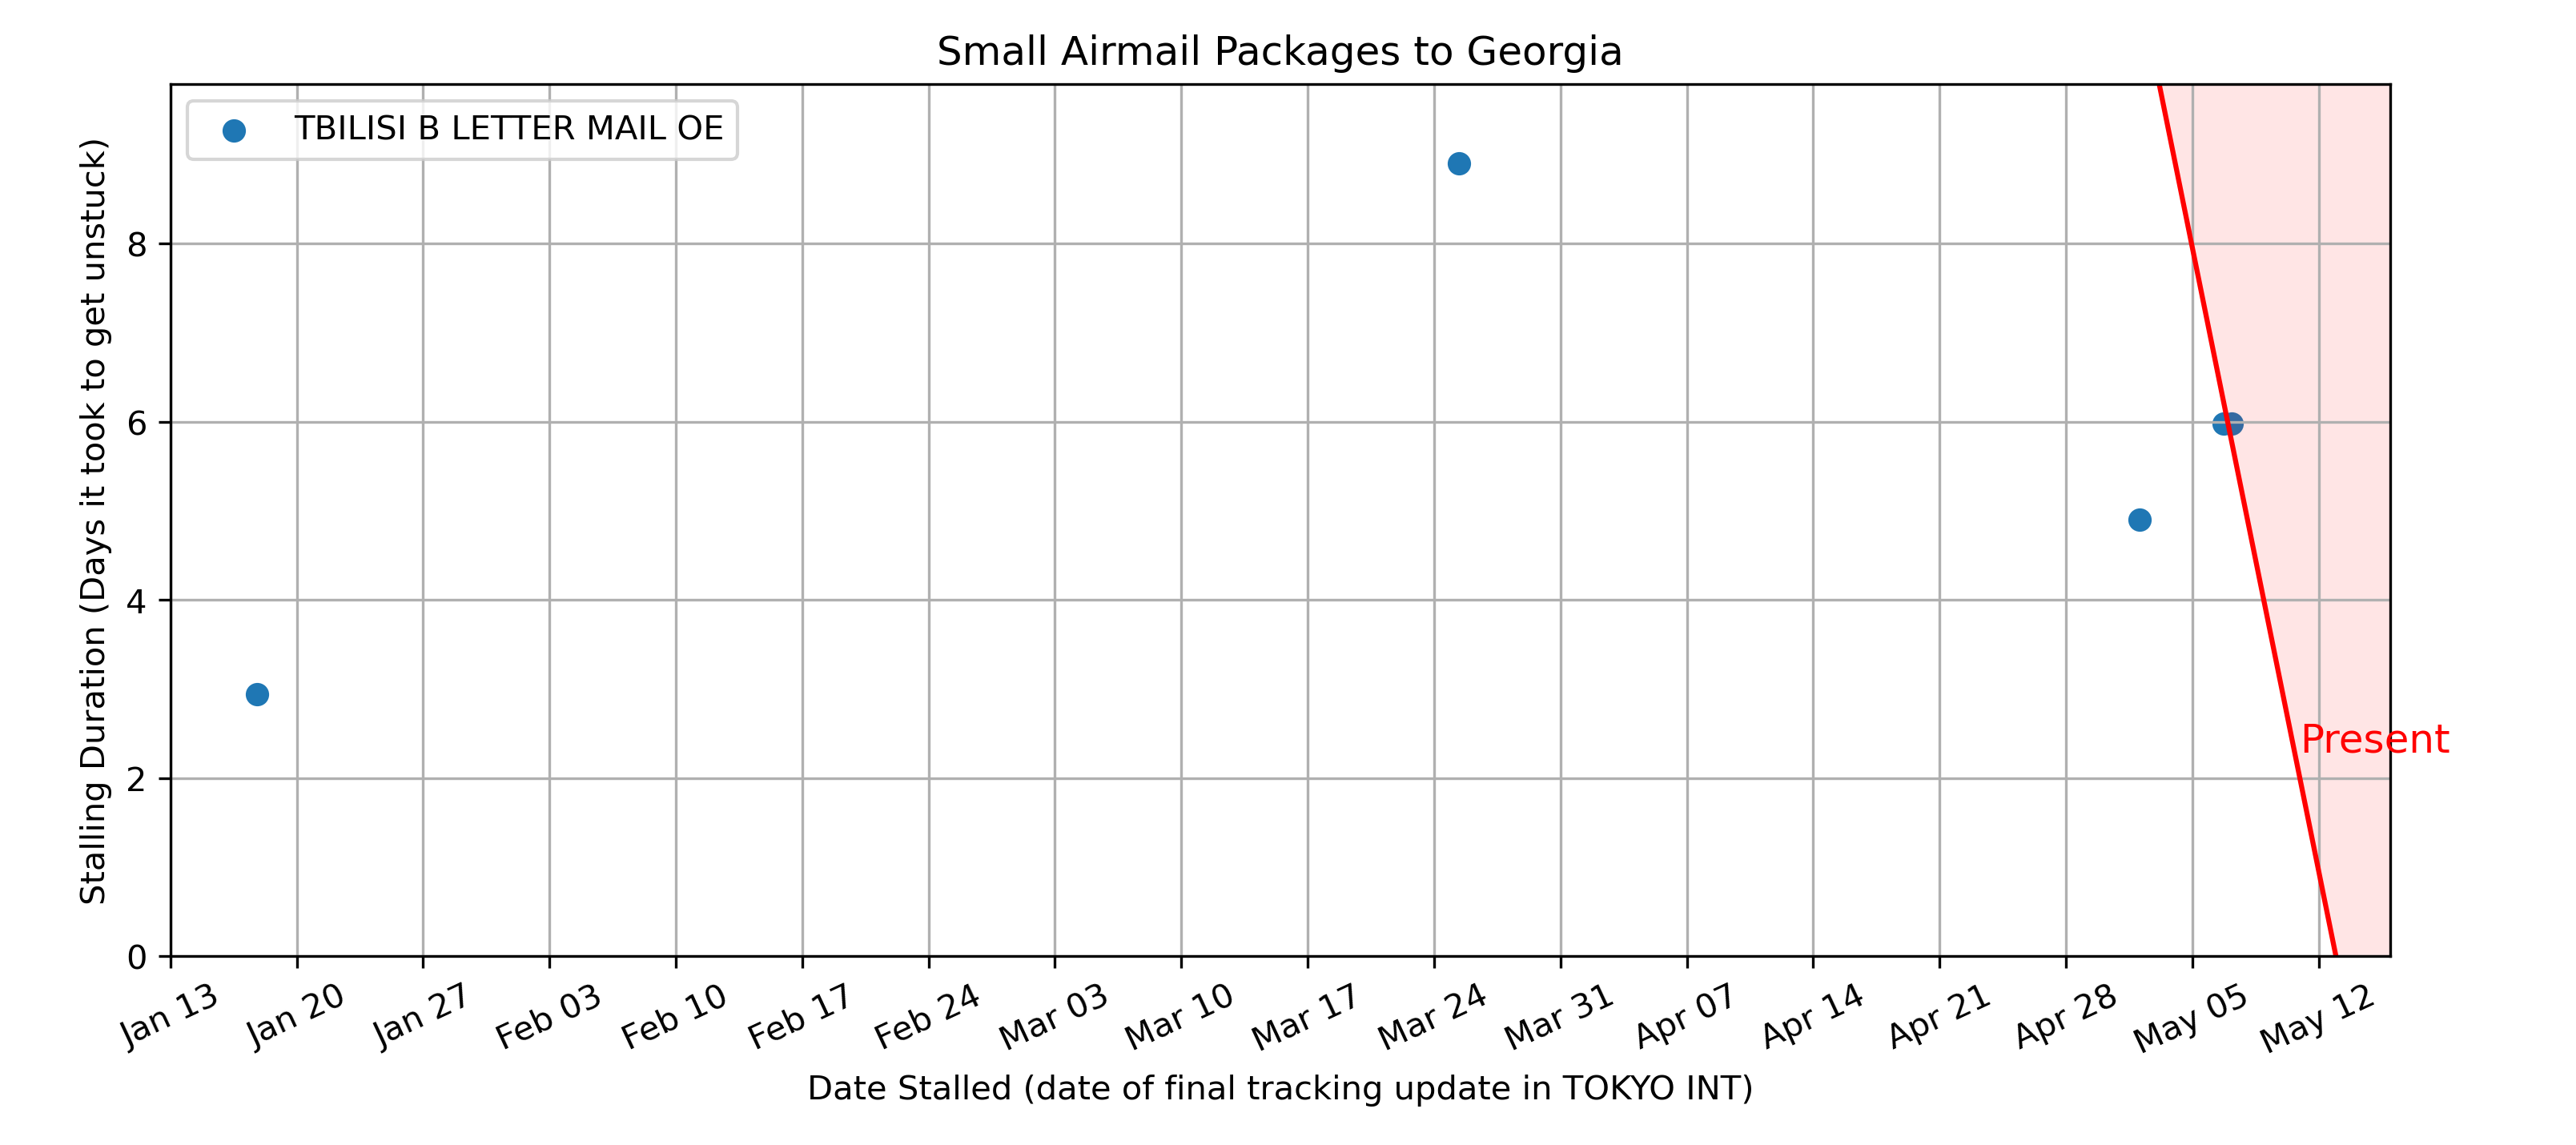 Small Airmail Packages to Georgia
TBILISI B LETTER MAIL OE
Stalling Duration (Days it took to get unstuck)
8
6
4
2
0
Present
Jan 13
Jan 20
Jan 27
Feb 03
Feb 10
Feb 17
Feb 24
Mar 03
Mar 10
Mar 17
Mar 24
Mar 31
Apr 07
Apr 14
Apr 21
Apr 28
May 05
May 12
Date Stalled (date of final tracking update in TOKYO INT)